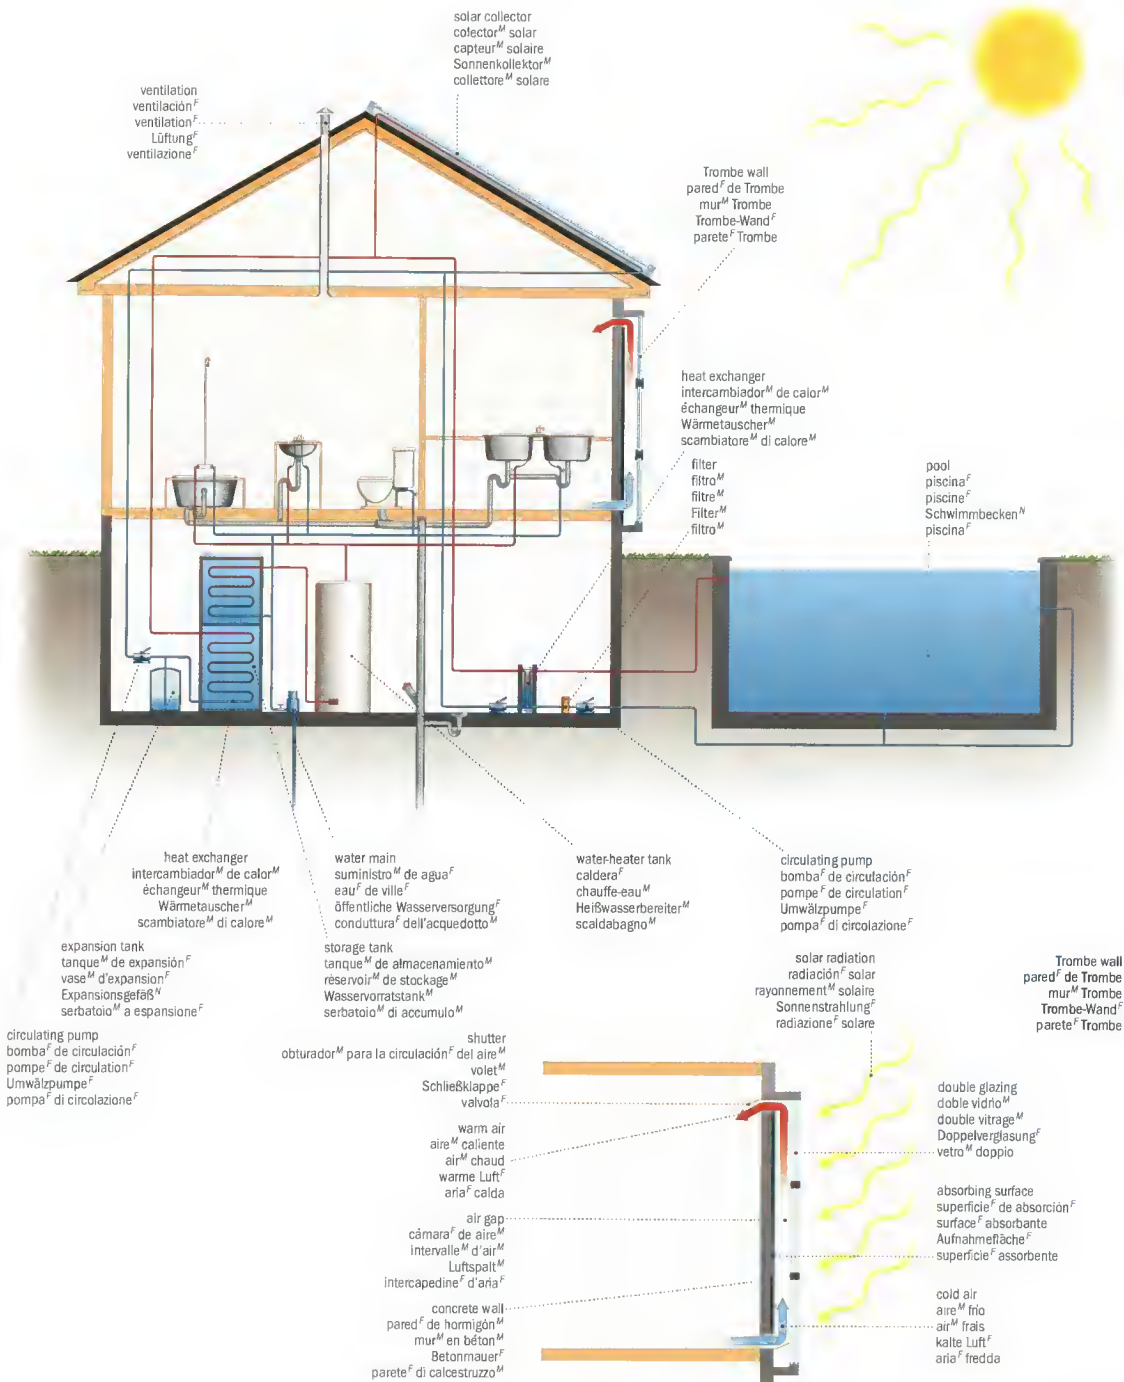 solar collector
colector^M solar
capteur^M solaire
Sonnenkollektor^M
collettore^M solare
ventilation
ventilación^F
ventilation^F
Lüftung^F
ventilazione^F
Trombe wall
pared^F de Trombe
mur^M Trombe
Trombe-Wand^F
parete^F Trombe
heat exchanger
intercambiador^M de calor^M
échangeur^M thermique
Wärmetauscher^M
scambiatore^M di calore^M
filter
filtro^M
filtre^M
Filter^M
filtro^M
pool
piscina^F
piscine^F
Schwimmbecken^N
piscina^F
heat exchanger
intercambiador^M de calor^M
échangeur^M thermique
Wärmetauscher^M
scambiatore^M di calore^M
water main
suministro^M de agua^F
eau^F de ville^F
öffentliche Wasserversorgung^F
conduttura^F dell'acquedotto^M
water-heater tank
caldera^F
chauffe-eau^M
Heißwasserbereiter^M
scaldabagno^M
circulating pump
bomba^F de circulación^F
pompe^F de circulation^F
Umwälzpumpe^F
pompa^F di circolazione^F
expansion tank
tanque^M de expansión^F
vase^M d'expansion^F
Expansionsgefäß^N
serbatoio^M a espansione^F
storage tank
tanque^M de almacenamiento^M
réservoir^M de stockage^M
Wasservorratstank^M
serbatoio^M di accumulo^M
solar radiation
radiación^F solar
rayonnement^M solaire
Sonnenstrahlung^F
radiazione^F solare
Trombe wall
pared^F de Trombe
mur^M Trombe
Trombe-Wand^F
parete^F Trombe
circulating pump
bomba^F de circulación^F
pompe^F de circulation^F
Umwälzpumpe^F
pompa^F di circolazione^F
shutter
obturador^M para la circulación^F del aire^M
volet^M
Schließklappe^F
valvola^F
warm air
aire^M caliente
air^M chaud
warme Luft^F
aria^F calda
air gap
cámara^F de aire^M
intervalle^M d'air^M
Luftspalt^M
intercapedine^F d'aria^F
concrete wall
pared^F de hormigón^M
mur^M en béton^M
Betonmauer^F
parete^F di calcestruzzo^M
double glazing
doble vidrio^M
double vitrage^M
Doppelverglasung^F
vetro^M doppio
absorbing surface
superficie^F de absorción^F
surface^F absorbante
Aufnahmefläche^F
superficie^F assorbente
cold air
aire^M frío
air^M frais
kalte Luft^F
aria^F fredda